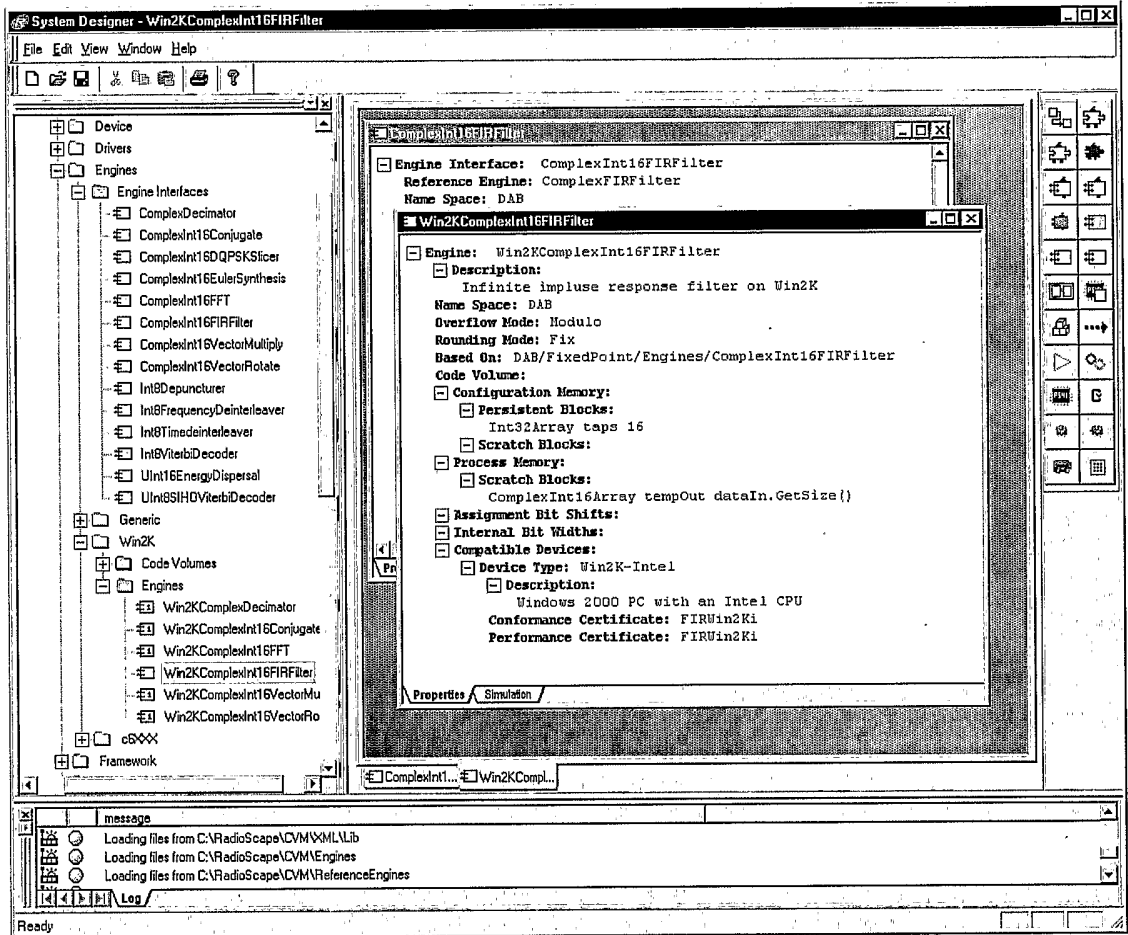 System Designer - Win2KComplexInt16FIRFilter
File Edit View Window Help
Device
Drivers
Engines
Engine Interfaces
ComplexDecimator
ComplexInt16Conjugate
ComplexInt16DQPSKSlicer
ComplexInt16EulerSynthesis
ComplexInt16FFT
ComplexInt16FIRFilter
ComplexInt16VectorMultiply
ComplexInt16VectorRotate
Int8Depuncturer
Int8FrequencyDeinterleaver
Int8Timedeinterleaver
Int8ViterbiDecoder
UInt16EnergyDispersal
UInt8SIHOViterbiDecoder
Generic
Win2K
Code Volumes
Engines
Win2KComplexDecimator
Win2KComplexInt16Conjugate
Win2KComplexInt16FFT
Win2KComplexInt16FIRFilter
Win2KComplexInt16VectorMu
Win2KComplexInt16VectorRo
c6XXX
Framework
ComplexInt16FIRFilter
Engine Interface: ComplexInt16FIRFilter
Reference Engine: ComplexFIRFilter
Name Space: DAB
Win2KComplexInt16FIRFilter
Engine: Win2KComplexInt16FIRFilter
Description:
Infinite impluse response filter on Win2K
Name Space: DAB
Overflow Mode: Modulo
Rounding Mode: Fix
Based On: DAB/FixedPoint/Engines/ComplexInt16FIRFilter
Code Volume:
Configuration Memory:
Persistent Blocks:
Int32Array taps 16
Scratch Blocks:
Process Memory:
Scratch Blocks:
ComplexInt16Array tempOut dataIn.GetSize()
Assignment Bit Shifts:
Internal Bit Widths:
Compatible Devices:
Device Type: Win2K-Intel
Description:
Windows 2000 PC with an Intel CPU
Conformance Certificate: FIRWin2Ki
Performance Certificate: FIRWin2Ki
Pr
Properties Simulation
ComplexInt1... Win2KCompl...
message
Loading files from C:\RadioScape\CVM\XML\Lib
Loading files from C:\RadioScape\CVM\Engines
Loading files from C:\RadioScape\CVM\ReferenceEngines
Log
Ready